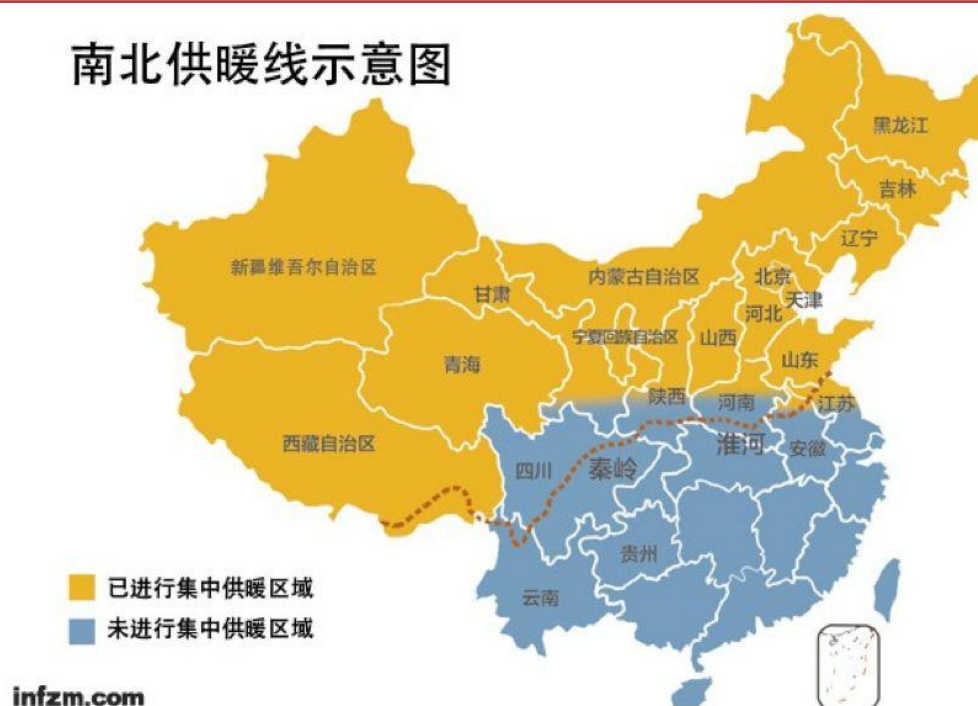 南北供暖线示意图
黑龙江
吉林
辽宁
新疆维吾尔自治区
内蒙古自治区
北京
天津
甘肃
河北
宁夏回族自治区
山西
山东
青海
陕西
河南
江苏
西藏自治区
淮河
安徽
四川
秦岭
贵州
云南
已进行集中供暖区域
未进行集中供暖区域
infzm.com